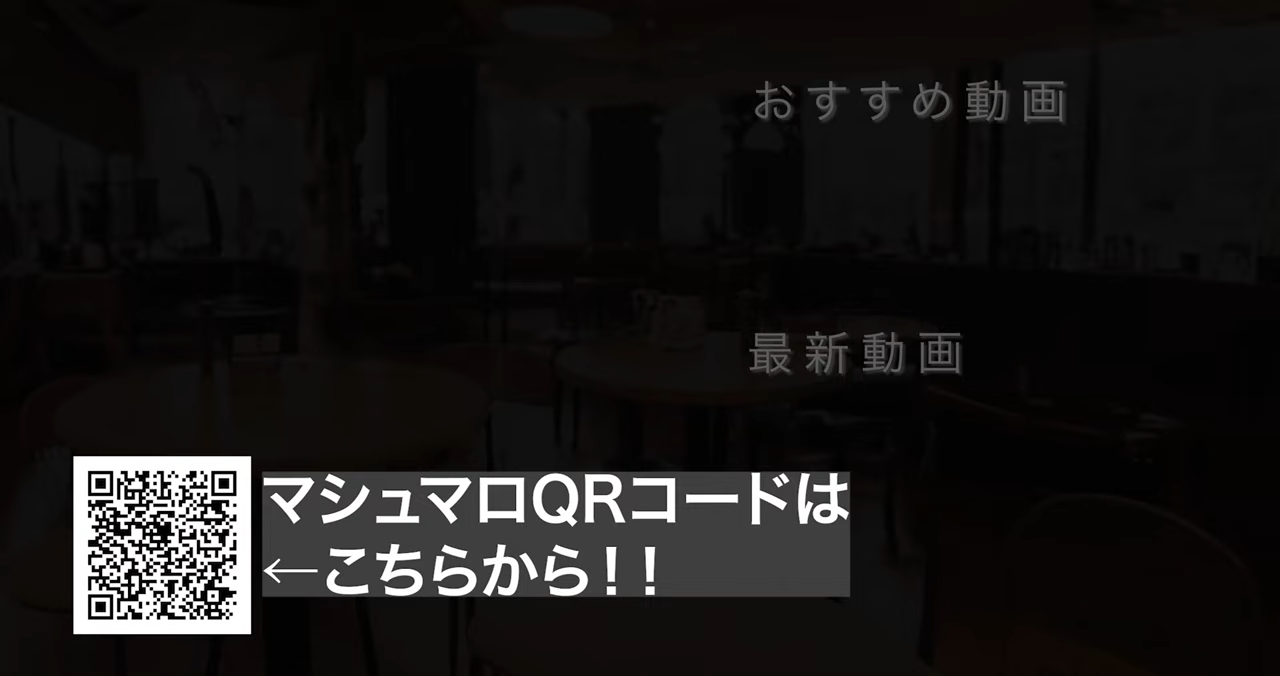 おすすめ動画
最新動画
マシュマロQRコードは
←こちらから！！